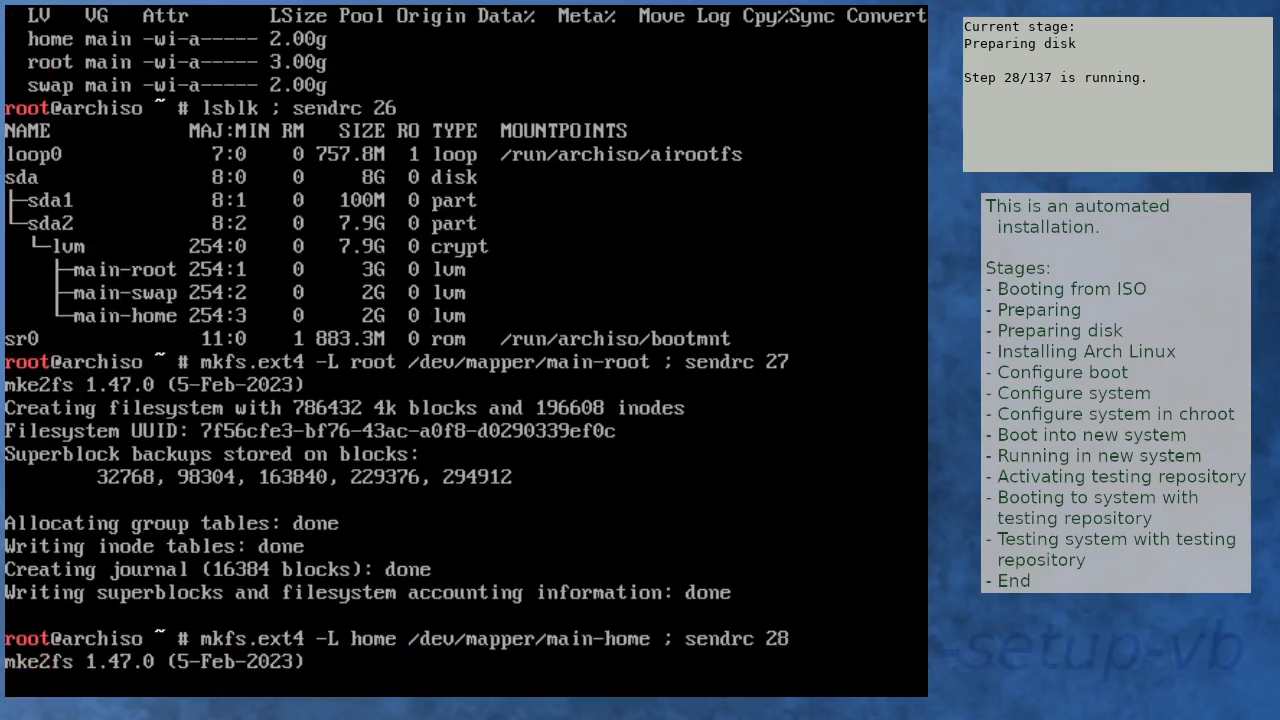 LV   VG   Attr       LSize Pool Origin Data%  Meta%  Move Log Cpy%Sync Convert
home main -wi-a----- 2.00g
root main -wi-a----- 3.00g
swap main -wi-a----- 2.00g
root@archiso ~ # lsblk ; sendrc 26
NAME            MAJ:MIN RM   SIZE RO TYPE  MOUNTPOINTS
loop0             7:0    0 757.8M  1 loop  /run/archiso/airootfs
sda               8:0    0     8G  0 disk
├─sda1            8:1    0   100M  0 part
└─sda2            8:2    0   7.9G  0 part
└─lvm         254:0    0   7.9G  0 crypt
├─main-root 254:1    0     3G  0 lvm
├─main-swap 254:2    0     2G  0 lvm
└─main-home 254:3    0     2G  0 lvm
sr0              11:0    1 883.3M  0 rom   /run/archiso/bootmnt
root@archiso ~ # mkfs.ext4 -L root /dev/mapper/main-root ; sendrc 27
mke2fs 1.47.0 (5-Feb-2023)
Creating filesystem with 786432 4k blocks and 196608 inodes
Filesystem UUID: 7f56cfe3-bf76-43ac-a0f8-d0290339ef0c
Superblock backups stored on blocks:
32768, 98304, 163840, 229376, 294912
Allocating group tables: done
Writing inode tables: done
Creating journal (16384 blocks): done
Writing superblocks and filesystem accounting information: done
root@archiso ~ # mkfs.ext4 -L home /dev/mapper/main-home ; sendrc 28
mke2fs 1.47.0 (5-Feb-2023)
Current stage:
Preparing disk
Step 28/137 is running.
This is an automated
installation.
Stages:
- Booting from ISO
- Preparing
- Preparing disk
- Installing Arch Linux
- Configure boot
- Configure system
- Configure system in chroot
- Boot into new system
- Running in new system
- Activating testing repository
- Booting to system with
testing repository
- Testing system with testing
repository
- End
-setup-vb